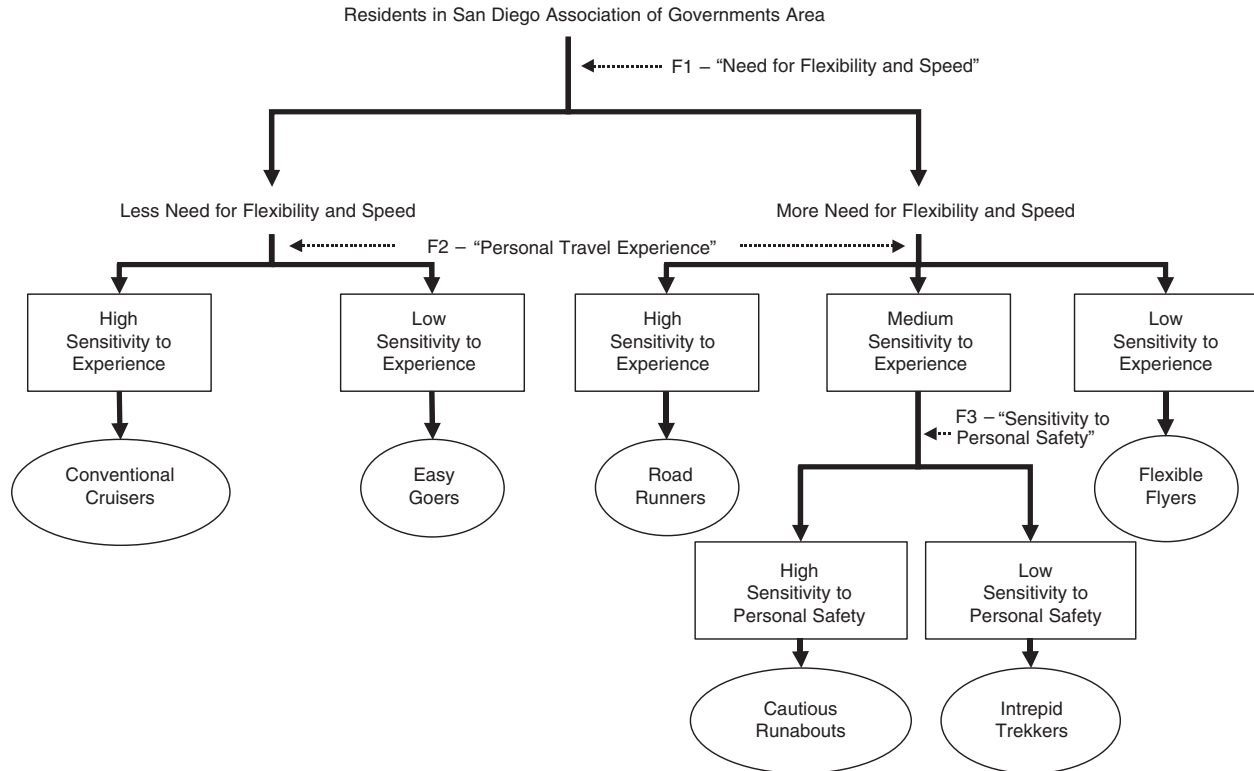 Residents in San Diego Association of Governments Area
F1 – “Need for Flexibility and Speed”
Less Need for Flexibility and Speed
More Need for Flexibility and Speed
F2 – “Personal Travel Experience”
High
Sensitivity to
Experience
Low
Sensitivity to
Experience
High
Sensitivity to
Experience
Medium
Sensitivity to
Experience
Low
Sensitivity to
Experience
F3 – “Sensitivity to
Personal Safety”
Conventional
Cruisers
Easy
Goers
Road
Runners
Flexible
Flyers
High
Sensitivity to
Personal Safety
Low
Sensitivity to
Personal Safety
Cautious
Runabouts
Intrepid
Trekkers